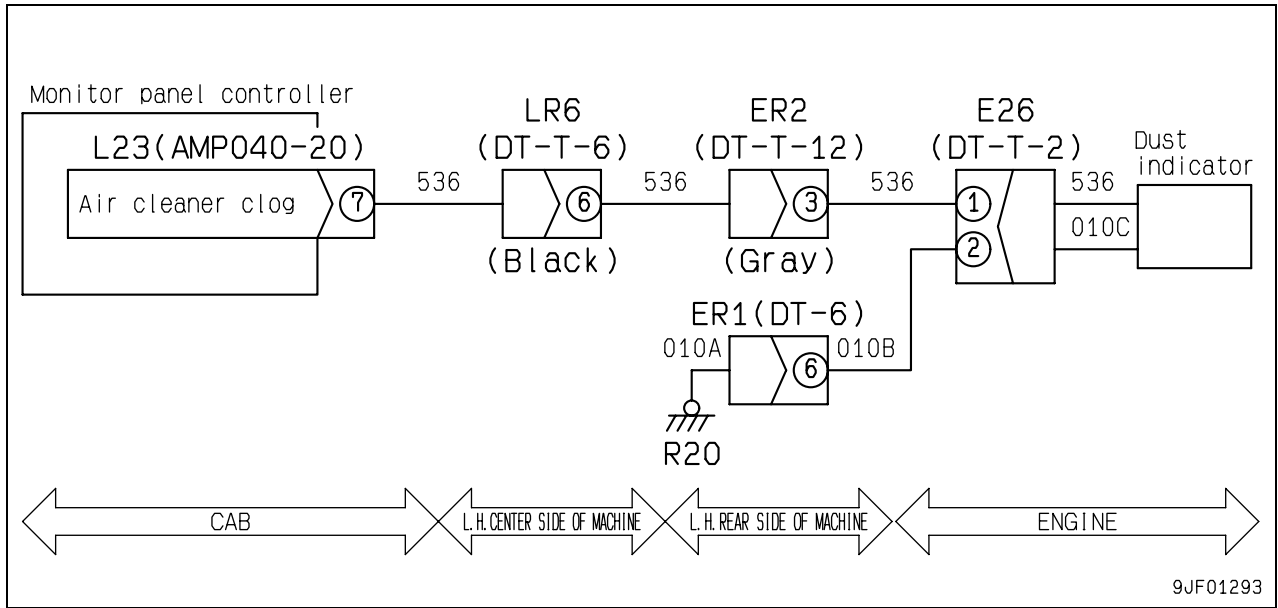 Monitor panel controller
L23(AMP040-20)
Air cleaner clog
7
536
LR6
(DT-T-6)
6
(Black)
536
ER2
(DT-T-12)
3
(Gray)
536
E26
(DT-T-2)
1
2
536
010C
Dust
indicator
ER1(DT-6)
010A
6
010B
R20
CAB
L.H.CENTER SIDE OF MACHINE
L.H.REAR SIDE OF MACHINE
ENGINE
9JF01293